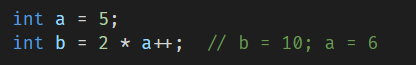 int a = 5;
int b = 2 * a++;  // b = 10; a = 6